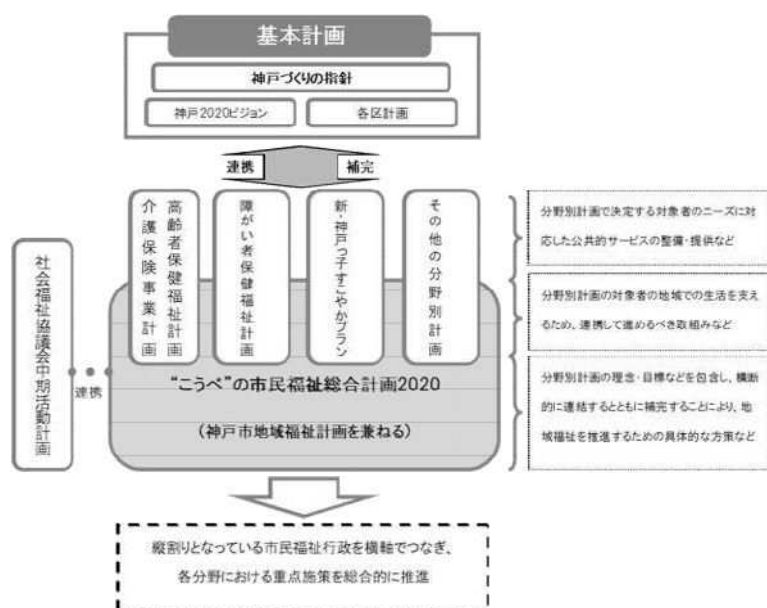 基本計画
神戸づくりの指針
神戸2020ビジョン
各区計画
連携
補完
高齢者保健福祉計画
介護保険事業計画
障がい者保健福祉計画
新・神戸っ子すこやかプラン
その他の分野別計画
分野別計画で決定する対象者のニーズに対
応した公共的サービスの整備・提供など
分野別計画の対象者の地域での生活を支え
るため、連携して進めるべき取組みなど
分野別計画の理念・目標などを包含し、横断
的に連結するとともに補完することにより、地
域福祉を推進するための具体的な方策など
社会福祉協議会中期活動計画
連携
“こうべ”の市民福祉総合計画2020
（神戸市地域福祉計画を兼ねる）
縦割りとなっている市民福祉行政を横軸でつなぎ、
各分野における重点施策を総合的に推進